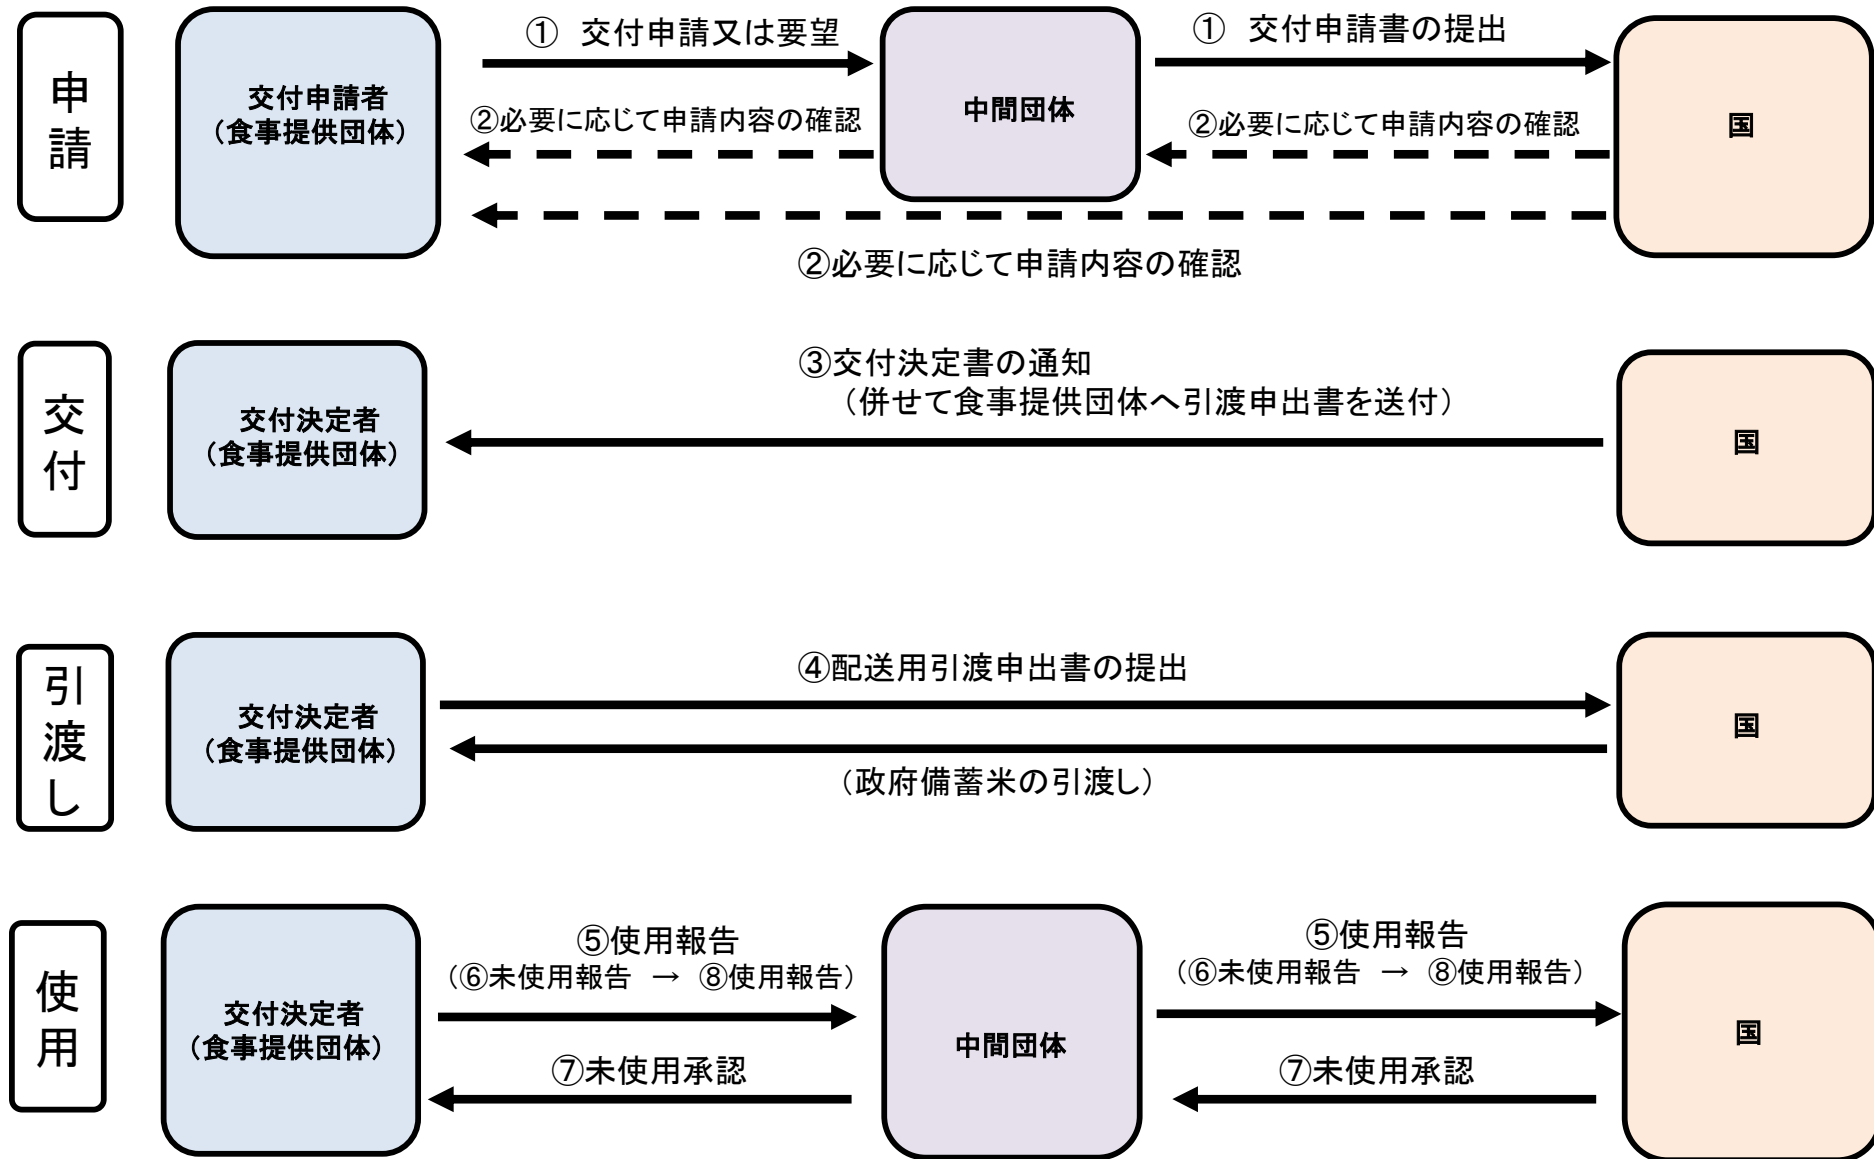 申請
交付申請者
（食事提供団体）
① 交付申請又は要望
②必要に応じて申請内容の確認
中間団体
① 交付申請書の提出
②必要に応じて申請内容の確認
国
②必要に応じて申請内容の確認
交付
交付決定者
（食事提供団体）
③交付決定書の通知
（併せて食事提供団体へ引渡申出書を送付）
国
引渡し
交付決定者
（食事提供団体）
④配送用引渡申出書の提出
（政府備蓄米の引渡し）
国
使用
交付決定者
（食事提供団体）
⑤使用報告
（⑥未使用報告 → ⑧使用報告）
⑦未使用承認
中間団体
⑤使用報告
（⑥未使用報告 → ⑧使用報告）
⑦未使用承認
国